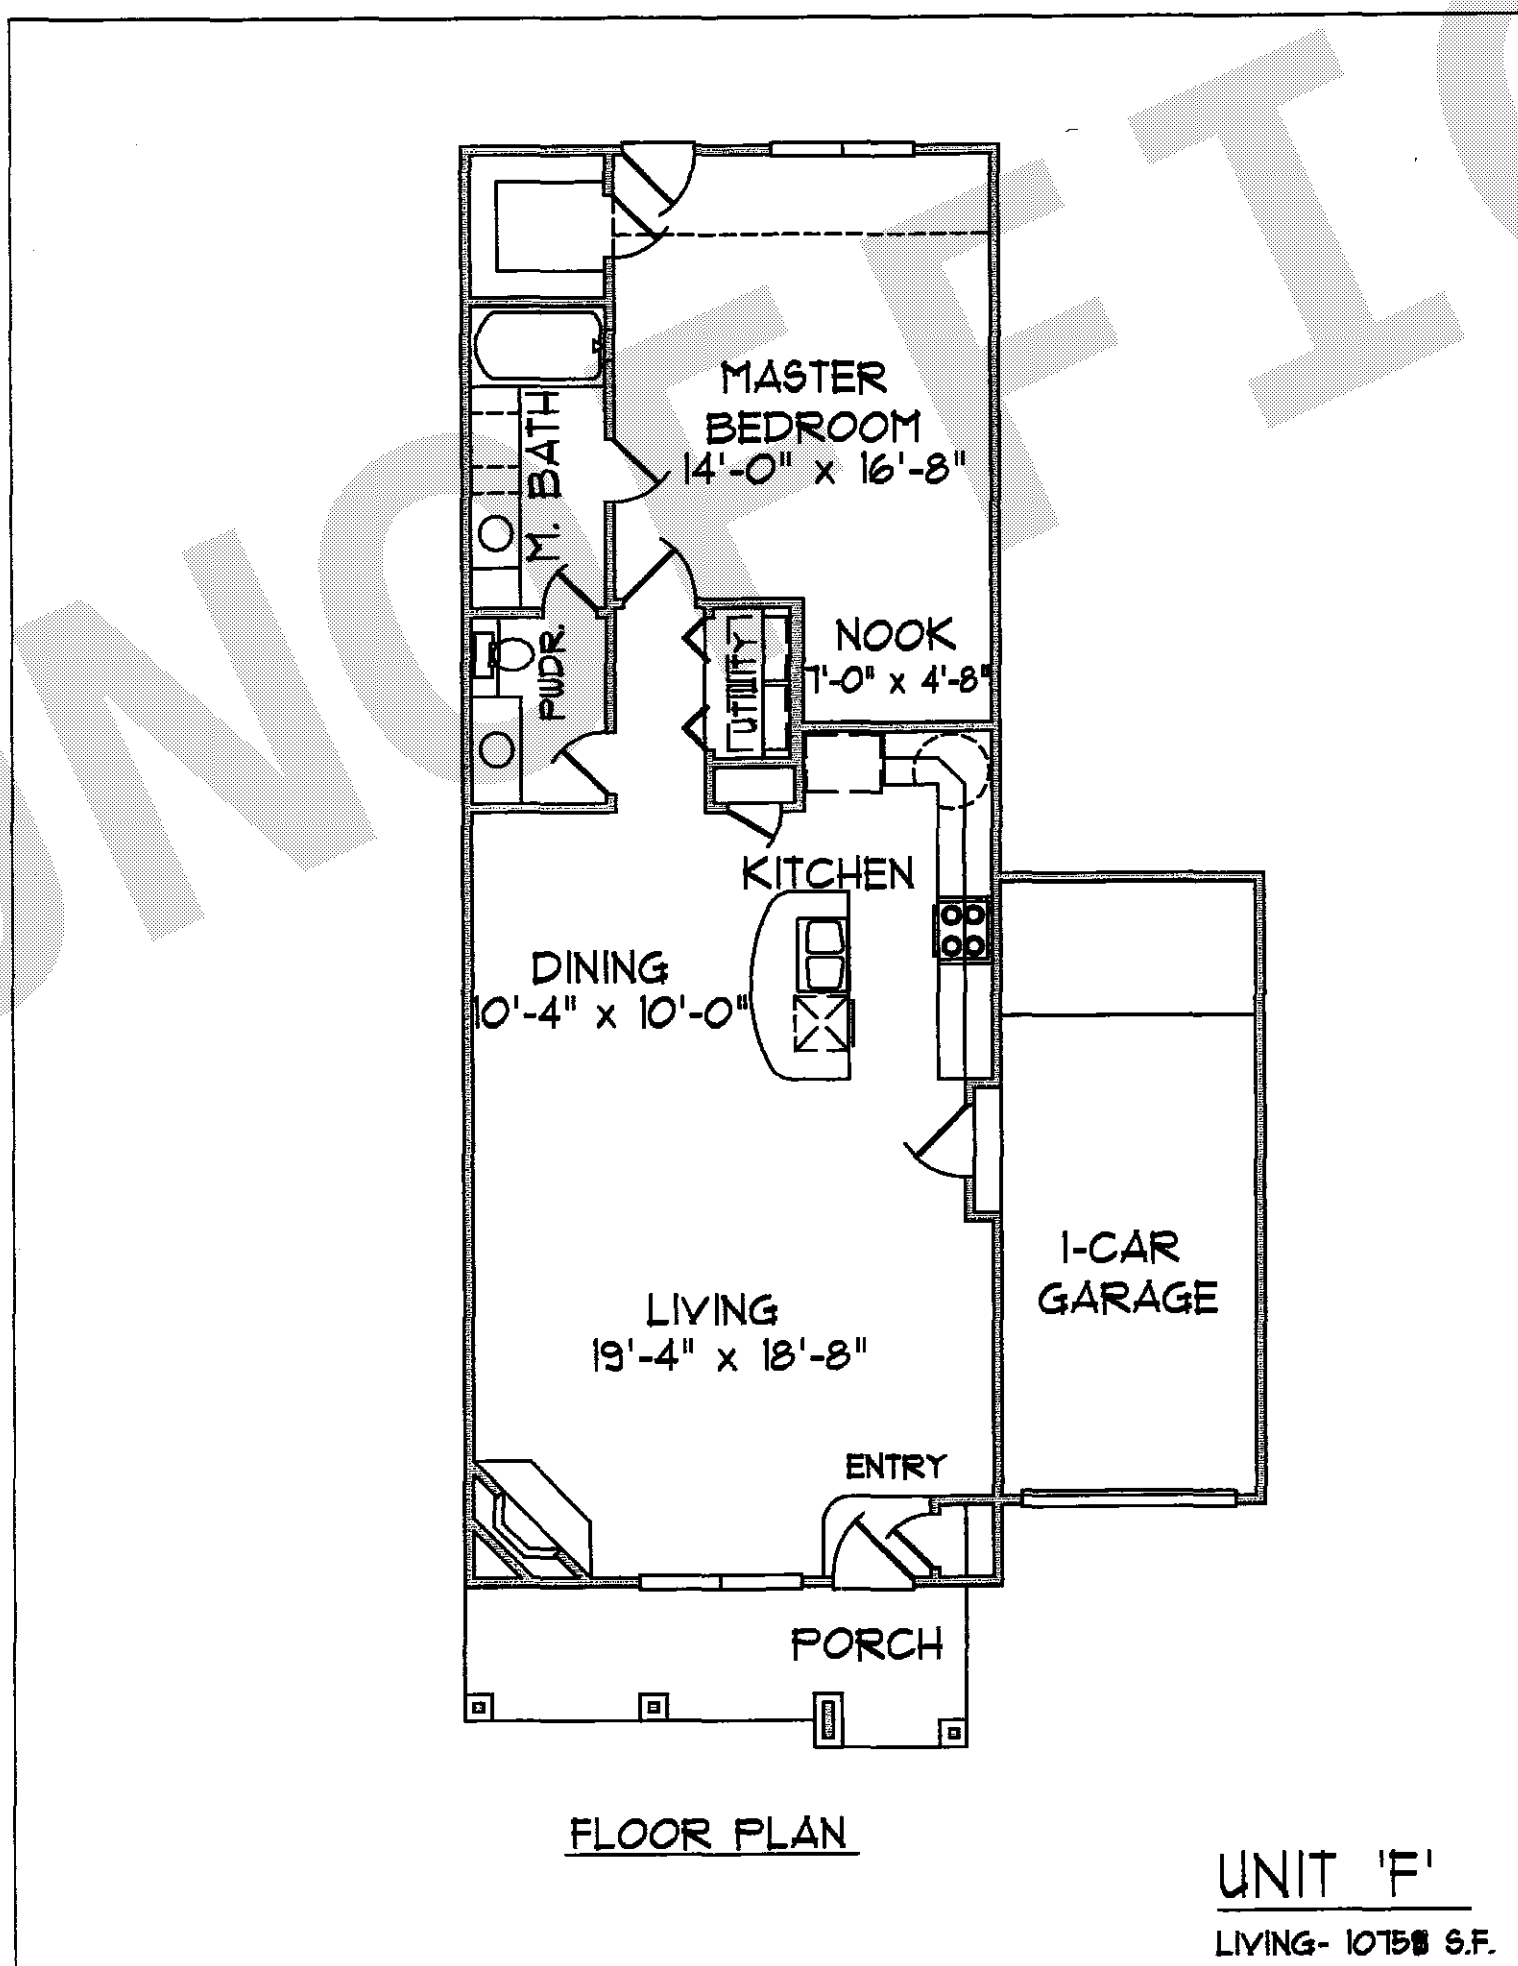 UNOFFIC
MASTER
BEDROOM
14'-0" x 16'-8"
M. BATH
NOOK
7'-0" x 4'-8"
UTILITY
PWDR.
KITCHEN
DINING
10'-4" x 10'-0"
1-CAR
GARAGE
LIVING
19'-4" x 18'-8"
ENTRY
PORCH
FLOOR PLAN
UNIT 'F'
LIVING- S.F.